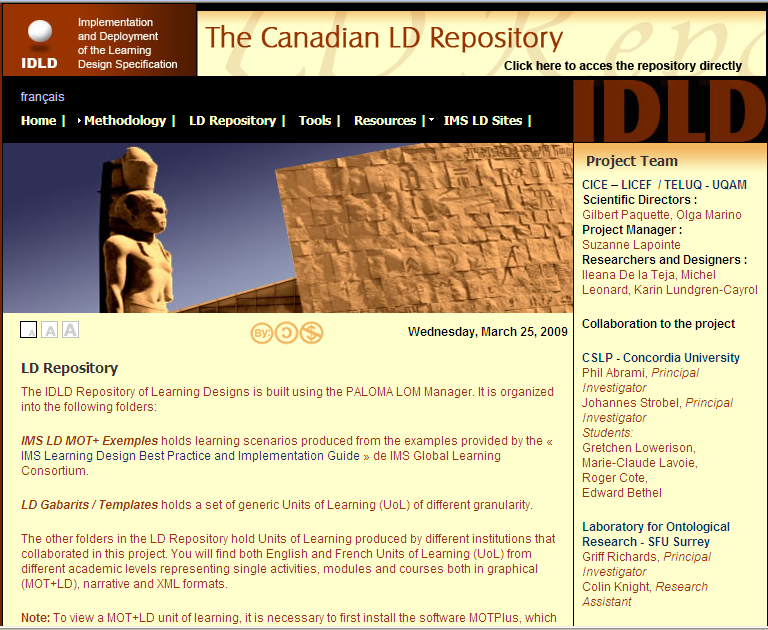 IDLD
Implementation
and Deployment
of the Learning
Design Specification
The Canadian LD Repository
Click here to acces the repository directly
français
Home | Methodology | LD Repository | Tools | Resources | IMS LD Sites |
IDLD
A A A
By:
Wednesday, March 25, 2009
LD Repository
The IDLD Repository of Learning Designs is built using the PALOMA LOM Manager. It is organized
into the following folders:
IMS LD MOT+ Exemples holds learning scenarios produced from the examples provided by the «
IMS Learning Design Best Practice and Implementation Guide » de IMS Global Learning
Consortium.
LD Gabarits / Templates holds a set of generic Units of Learning (UoL) of different granularity.
The other folders in the LD Repository hold Units of Learning produced by different institutions that
collaborated in this project. You will find both English and French Units of Learning (UoL) from
different academic levels representing single activities, modules and courses both in graphical
(MOT+LD), narrative and XML formats.
Note: To view a MOT+LD unit of learning, it is necessary to first install the software MOTPlus, which
Project Team
CICE – LICEF / TELUQ - UQAM
Scientific Directors :
Gilbert Paquette, Olga Marino
Project Manager :
Suzanne Lapointe
Researchers and Designers :
Ileana De la Teja, Michel
Leonard, Karin Lundgren-Cayrol
Collaboration to the project
CSLP - Concordia University
Phil Abrami, Principal
Investigator
Johannes Strobel, Principal
Investigator
Students:
Gretchen Lowerison,
Marie-Claude Lavoie,
Roger Cote,
Edward Bethel
Laboratory for Ontological
Research - SFU Surrey
Griff Richards, Principal
Investigator
Colin Knight, Research
Assistant